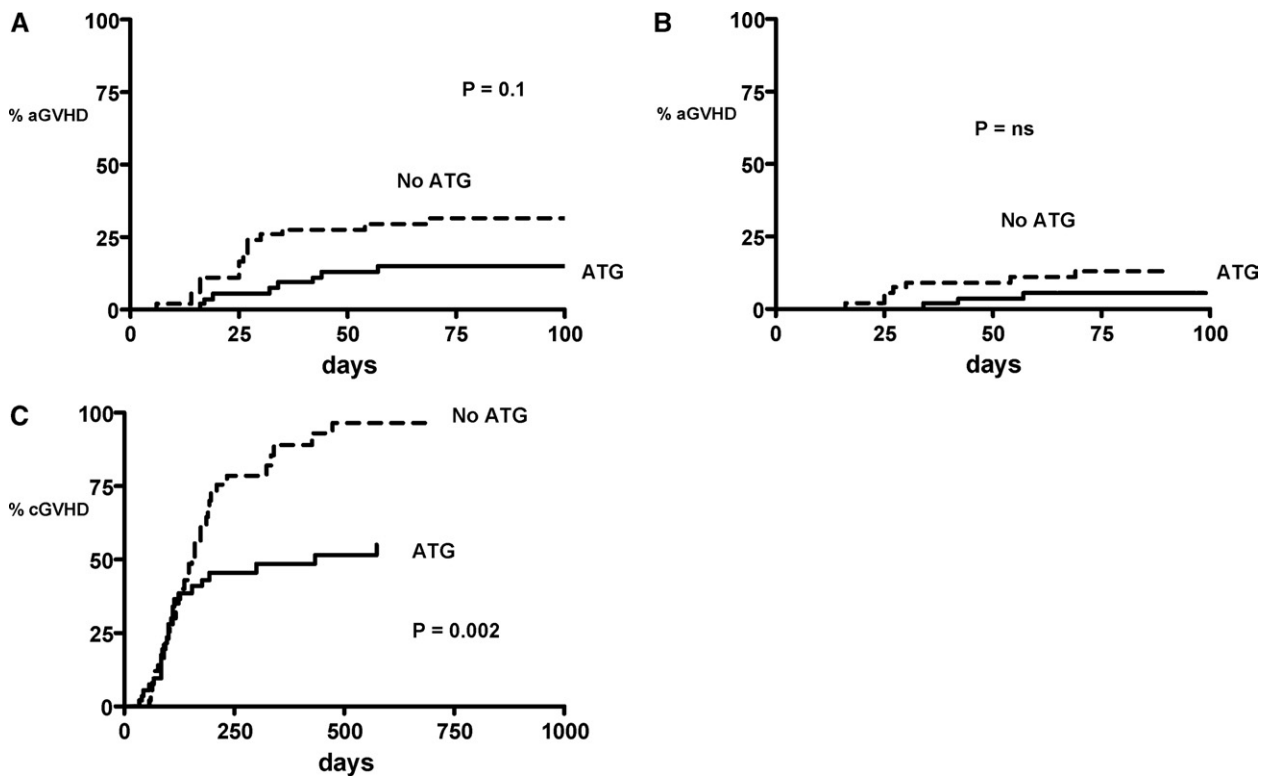 A
100
75
50
25
0
% aGVHD
P = 0.1
No ATG
ATG
0 25 50 75 100
days
B
100
75
50
25
0
% aGVHD
P = ns
No ATG
ATG
0 25 50 75 100
days
C
100
75
50
25
0
% cGVHD
No ATG
ATG
P = 0.002
0 250 500 750 1000
days